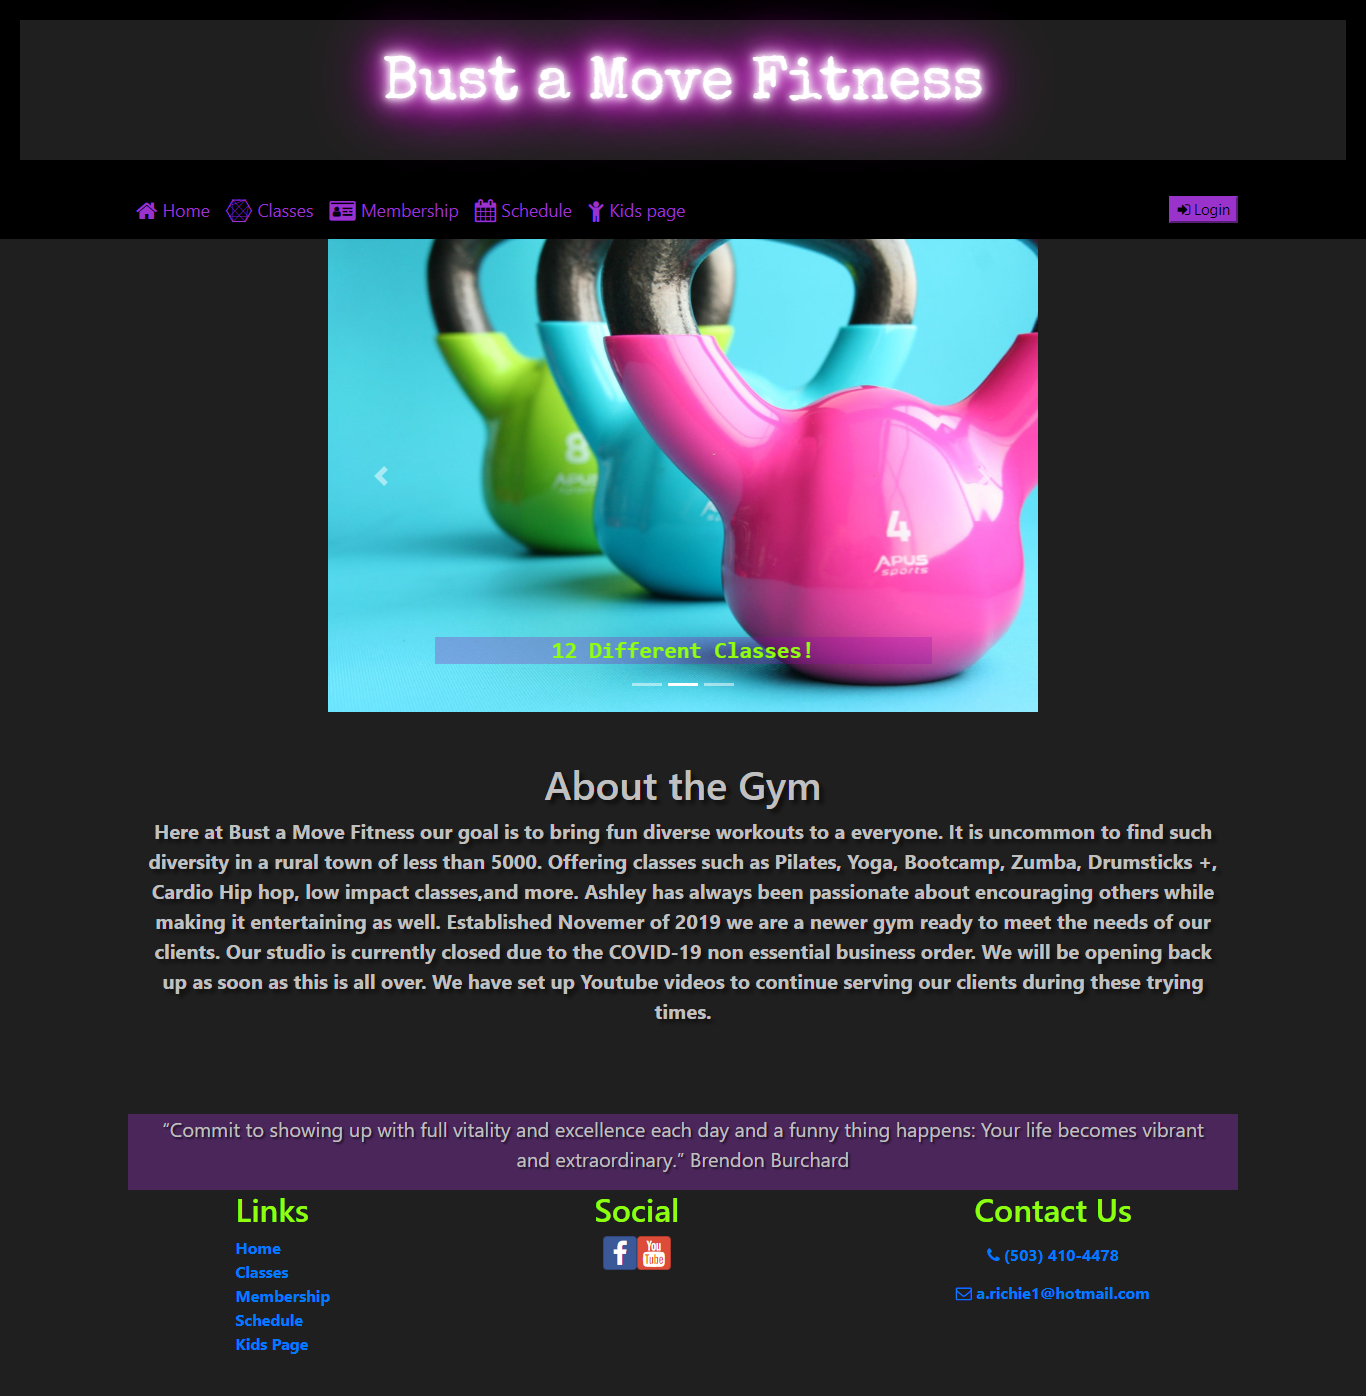 Bust a Move Fitness
Home Classes Membership Schedule Kids page Login
8
APUS
4
APUS
sports
12 Different Classes!
About the Gym
Here at Bust a Move Fitness our goal is to bring fun diverse workouts to a everyone. It is uncommon to find such
diversity in a rural town of less than 5000. Offering classes such as Pilates, Yoga, Bootcamp, Zumba, Drumsticks +,
Cardio Hip hop, low impact classes,and more. Ashley has always been passionate about encouraging others while
making it entertaining as well. Established Novemer of 2019 we are a newer gym ready to meet the needs of our
clients. Our studio is currently closed due to the COVID-19 non essential business order. We will be opening back
up as soon as this is all over. We have set up Youtube videos to continue serving our clients during these trying
times.
“Commit to showing up with full vitality and excellence each day and a funny thing happens: Your life becomes vibrant
and extraordinary.” Brendon Burchard
Links
Home
Classes
Membership
Schedule
Kids Page
Social
f
You
Tube
Contact Us
(503) 410-4478
a.richie1@hotmail.com